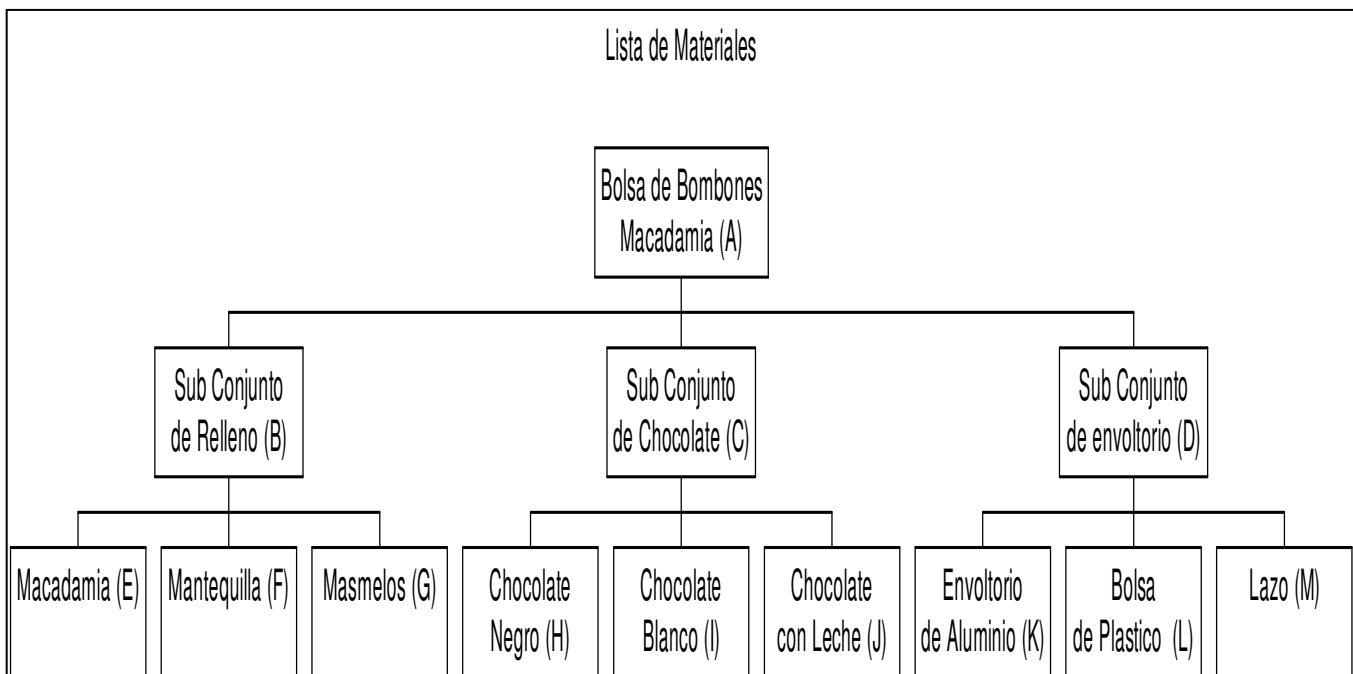 Lista de Materiales
Bolsa de Bombones
Macadamia (A)
Sub Conjunto
de Relleno (B)
Sub Conjunto
de Chocolate (C)
Sub Conjunto
de envoltorio (D)
Macadamia (E)
Mantequilla (F)
Masmelos (G)
Chocolate
Negro (H)
Chocolate
Blanco (I)
Chocolate
con Leche (J)
Envoltorio
de Aluminio (K)
Bolsa
de Plastico (L)
Lazo (M)